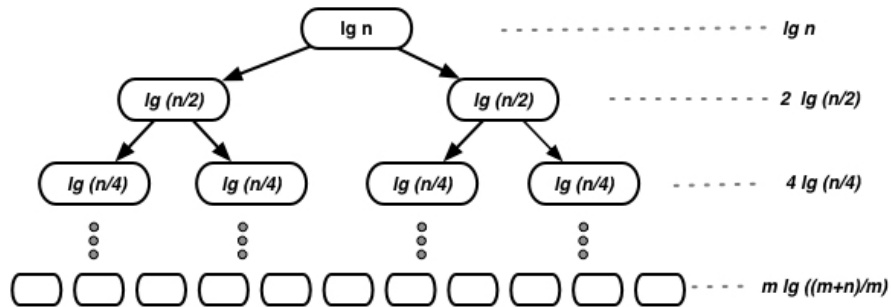 lg n lg n
lg (n/2) lg (n/2) 2 lg (n/2)
lg (n/4) lg (n/4) lg (n/4) lg (n/4) 4 lg (n/4)
m lg ((m+n)/m)